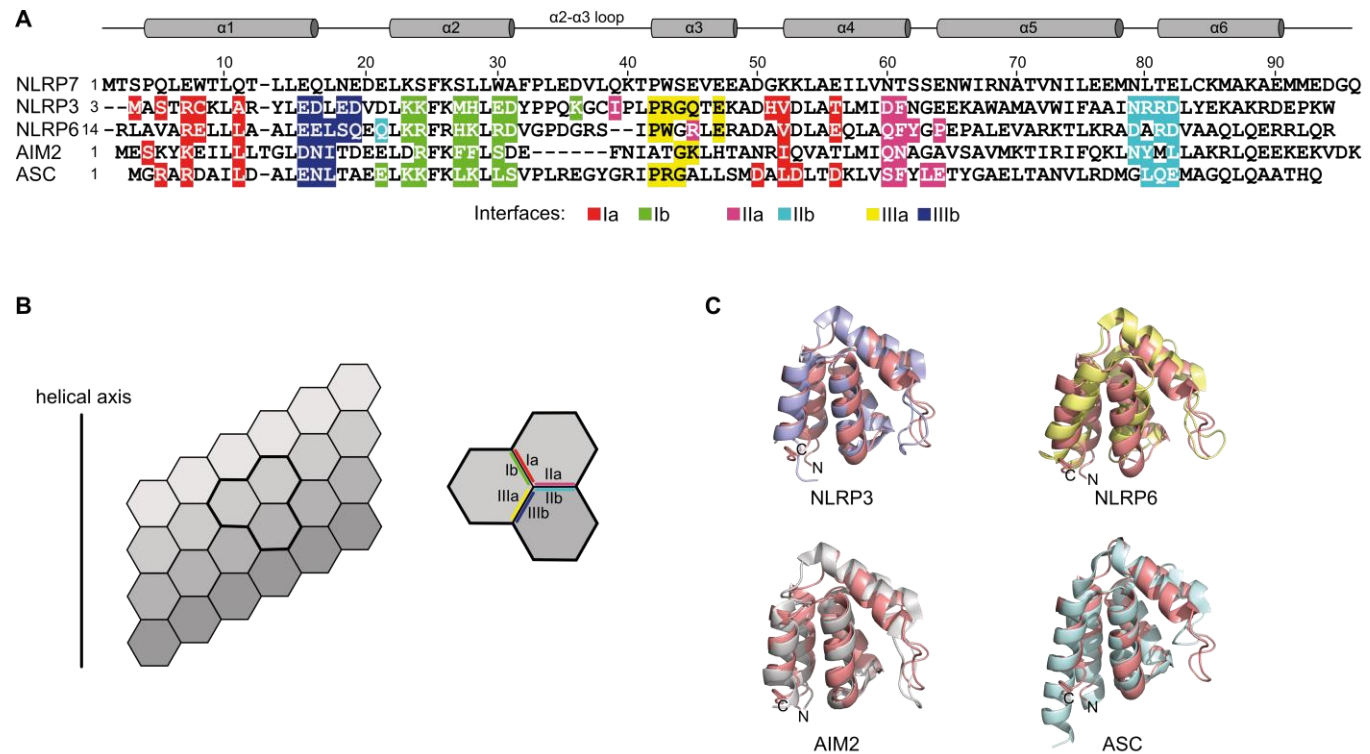 A
α1 α2 α2-α3 loop α3 α4 α5 α6
10 20 30 40 50 60 70 80 90
NLRP7 1 MTSPQLEWTLQT-LLEQLNEDELKSFKSLLWAFPLEDVLQKTPWSEVEEADGKKLAEILVNTSSENWIRNATVNILEEMNLTELCKMAKAEMMEDGQ
NLRP3 3 --MASTRCKLAR-YLEDLEDVDLKKFKMHLEDYPPQKGCIPLPRGQTEKADHVDLATLMIDFNGEEKAWAMAVWIFAAINRRDLYEKAKRDEPKW
NLRP6 14 -RLAVARELLLA-ALEELSQEQLKRFRHKLRDVGPDGRS--IPWGRLERADAVDLAEQLAQFYGPEPALEVARKTLKRADARDVAAQLQERRLQR
AIM2 1 MESKYKEILLLTGLDNITDEELDRFKFFLSDE------FNIATGKLHTANRIQVATLMIQNAGAVSAVMKTIRIFQKLNYMLLAKRLQEEKEKVDK
ASC 1 MGRARDAILD-ALENLTAEELKKFKLKLLSVPLREGYGRIPRGALLSMDALDLTDKLVSFYLETYGAELTANVLRDMGLQEMAGQLQAATHQ
Interfaces: Ia Ib IIa IIb IIIa IIIb
B
helical axis
Ia
Ib
IIa
IIIa
IIb
IIIb
C
C
N
NLRP3
C
N
NLRP6
C
N
AIM2
C
N
ASC